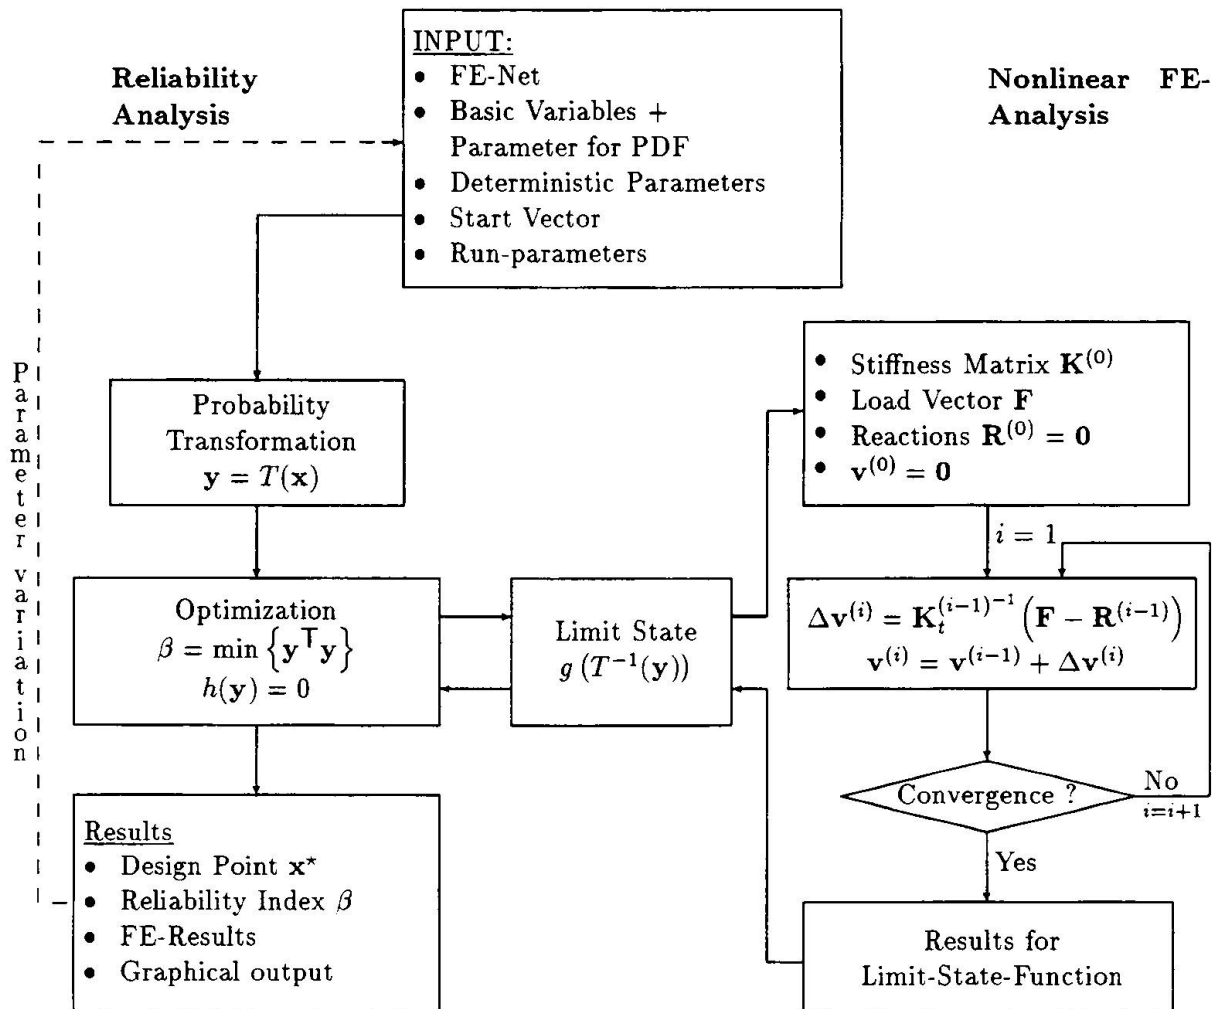 INPUT:
• FE-Net
• Basic Variables +
Parameter for PDF
• Deterministic Parameters
• Start Vector
• Run-parameters
Reliability
Analysis
Nonlinear FE-
Analysis
Parameter variation
Probability
Transformation
y = T(x)
Optimization
β = min {y⊤y}
h(y) = 0
Limit State
g (T⁻¹(y))
• Stiffness Matrix K⁽⁰⁾
• Load Vector F
• Reactions R⁽⁰⁾ = 0
• v⁽⁰⁾ = 0
i = 1
Δv⁽ⁱ⁾ = Kₜ⁽ⁱ⁻¹⁾⁻¹ (F − R⁽ⁱ⁻¹⁾)
v⁽ⁱ⁾ = v⁽ⁱ⁻¹⁾ + Δv⁽ⁱ⁾
Convergence ?
No
i=i+1
Yes
Results for
Limit-State-Function
Results
• Design Point x⋆
• Reliability Index β
• FE-Results
• Graphical output